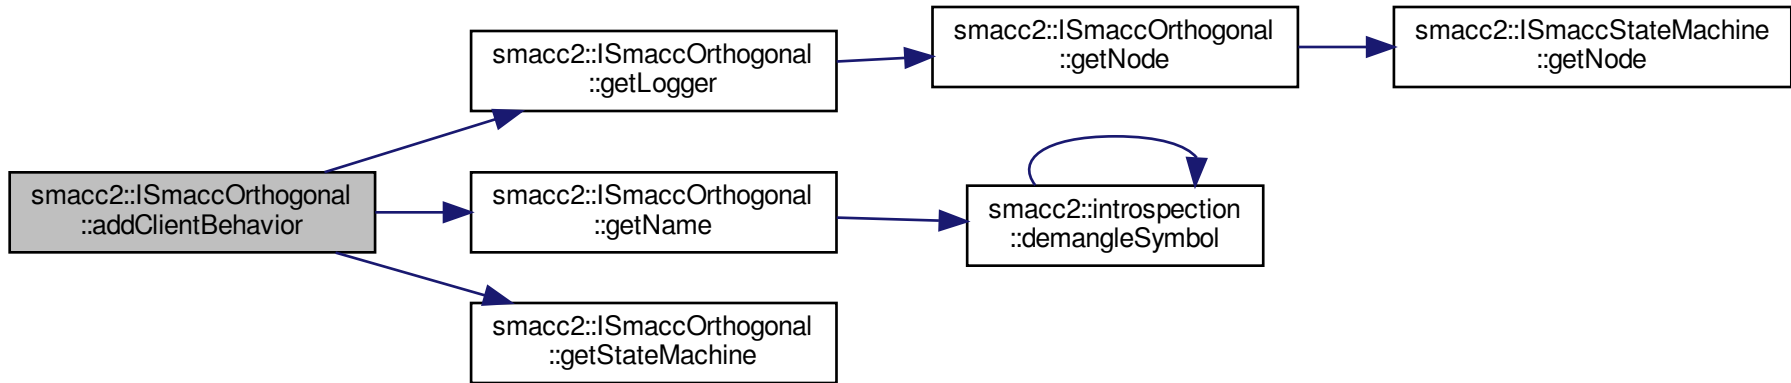 smacc2::ISmaccOrthogonal
::addClientBehavior
smacc2::ISmaccOrthogonal
::getLogger
smacc2::ISmaccOrthogonal
::getNode
smacc2::ISmaccStateMachine
::getNode
smacc2::ISmaccOrthogonal
::getName
smacc2::introspection
::demangleSymbol
smacc2::ISmaccOrthogonal
::getStateMachine